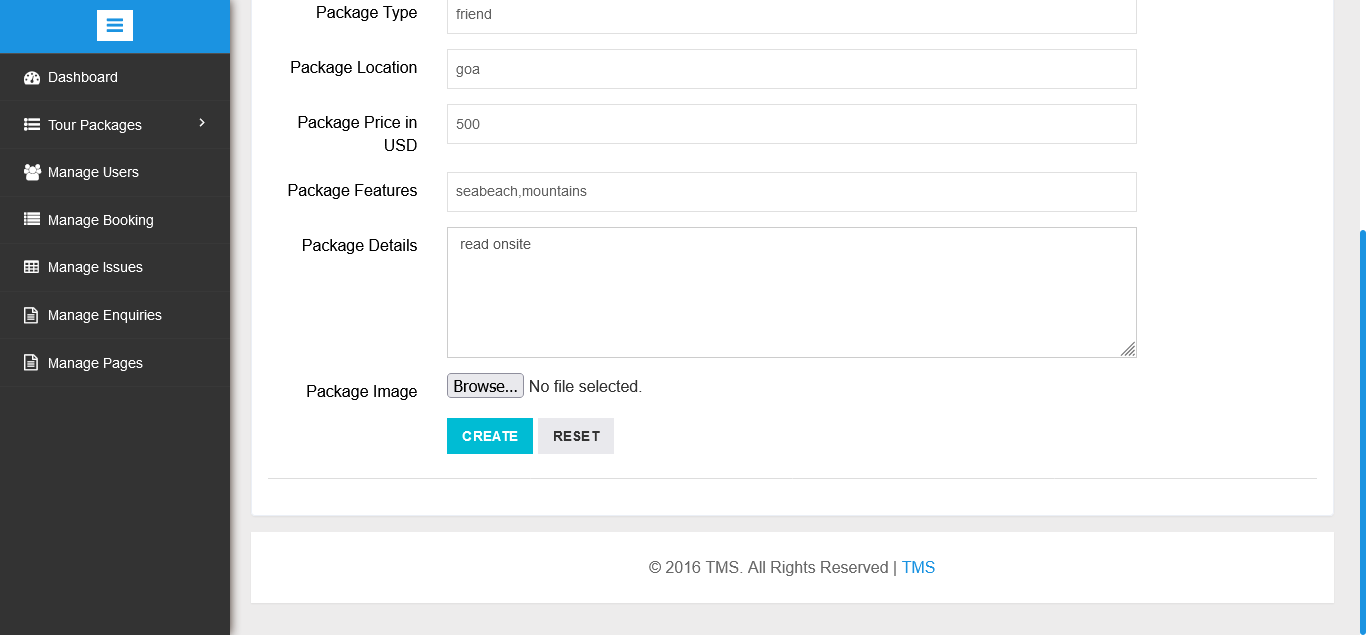 Dashboard
Tour Packages
Manage Users
Manage Booking
Manage Issues
Manage Enquiries
Manage Pages
Package Type
friend
Package Location
goa
Package Price in
USD
500
Package Features
seabeach,mountains
Package Details
read onsite
Package Image
Browse... No file selected.
CREATE RESET
© 2016 TMS. All Rights Reserved | TMS